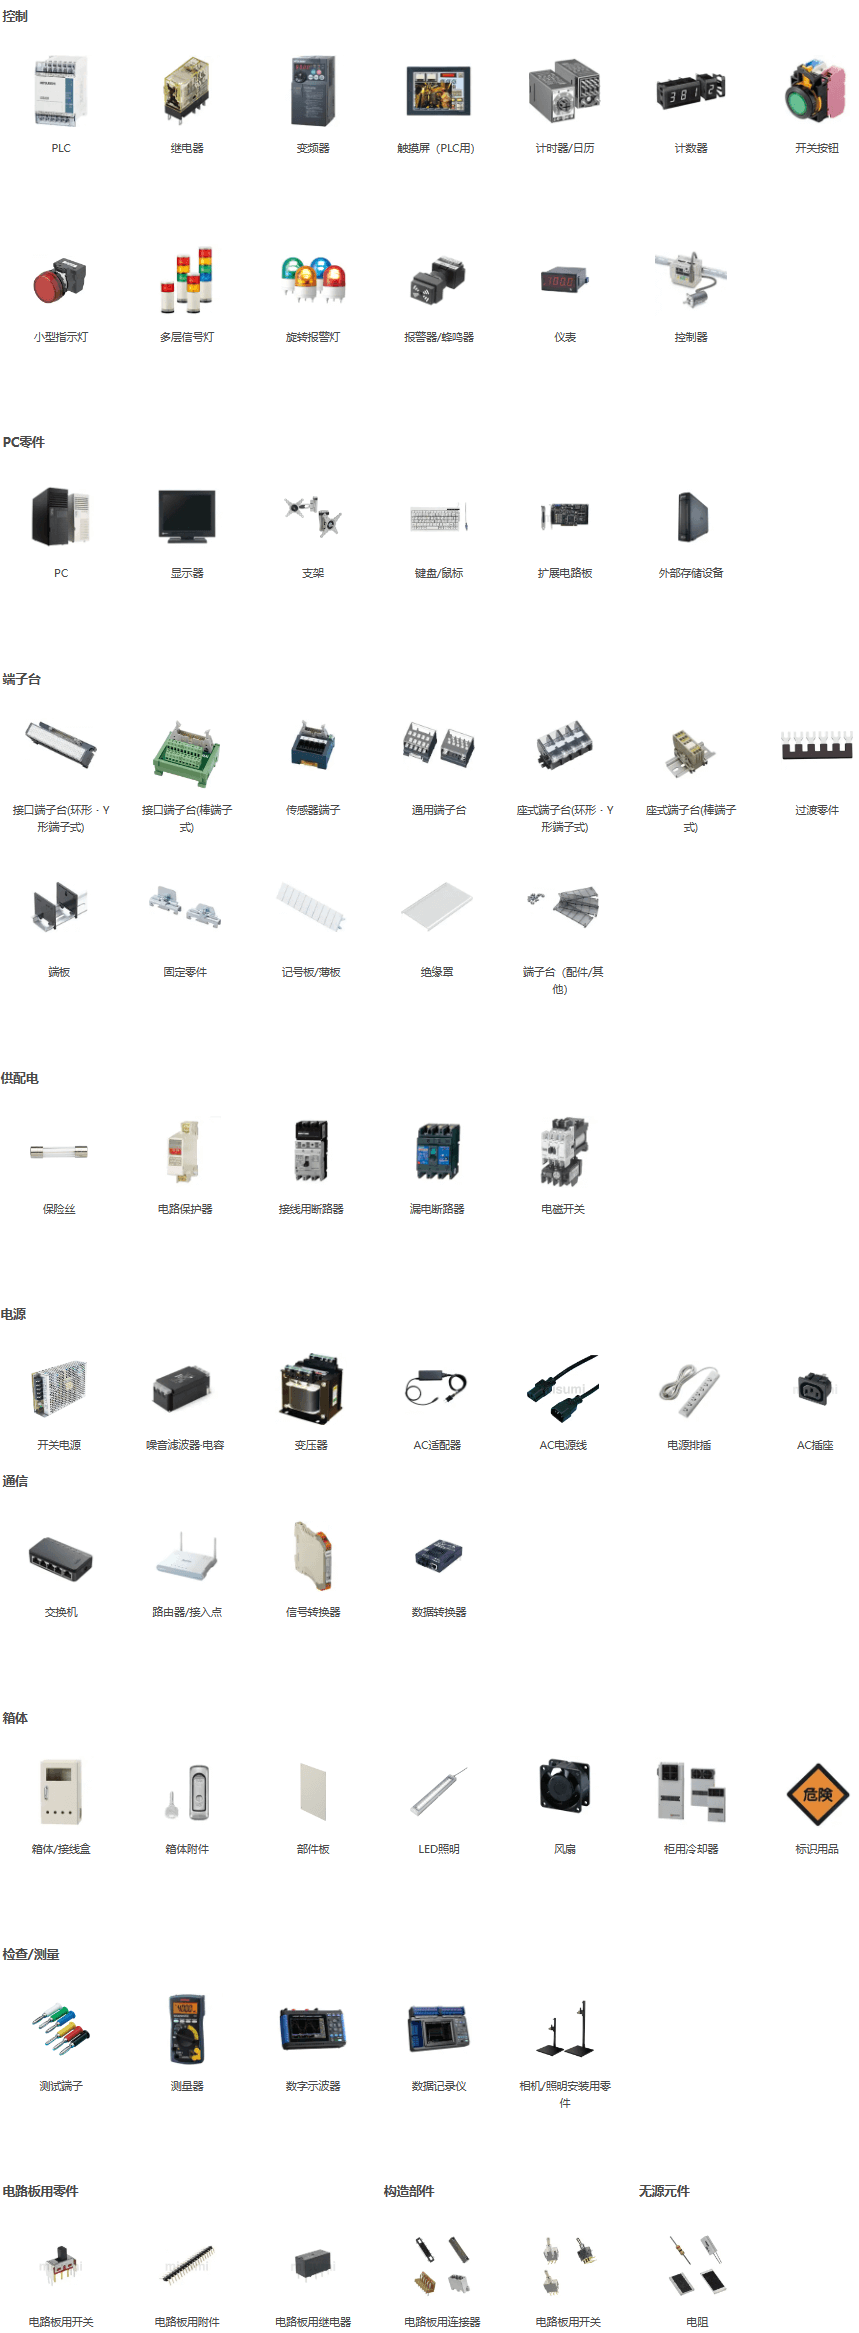 控制
PLC
继电器
变频器
触摸屏（PLC用）
计时器/日历
计数器
开关按钮
小型指示灯
多层信号灯
旋转报警灯
报警器/蜂鸣器
仪表
控制器
PC零件
PC
显示器
支架
键盘/鼠标
扩展电路板
外部存储设备
端子台
接口端子台(环形・Y
形端子式)
接口端子台(棒端子
式)
传感器端子
通用端子台
座式端子台(环形・Y
形端子式)
座式端子台(棒端子
式)
过渡零件
端板
固定零件
记号板/薄板
绝缘罩
端子台（配件/其
他）
供配电
保险丝
电路保护器
接线用断路器
漏电断路器
电磁开关
电源
开关电源
噪音滤波器·电容
变压器
AC适配器
AC电源线
电源排插
AC插座
通信
交换机
路由器/接入点
信号转换器
数据转换器
箱体
箱体/接线盒
箱体附件
部件板
LED照明
风扇
柜用冷却器
危険
标识用品
检查/测量
测试端子
测量器
数字示波器
数据记录仪
相机/照明安装用零
件
电路板用零件
构造部件
无源元件
电路板用开关
电路板用附件
电路板用继电器
电路板用连接器
电路板用开关
电阻